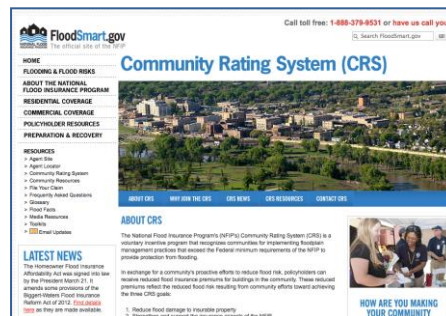 Call toll free: 1-888-379-9531 or have us call you
FloodSmart.gov
The official site of the NFIP
Search FloodSmart.gov
HOME
FLOODING & FLOOD RISKS
ABOUT THE NATIONAL
FLOOD INSURANCE PROGRAM
RESIDENTIAL COVERAGE
COMMERCIAL COVERAGE
POLICYHOLDER RESOURCES
PREPARATION & RECOVERY
RESOURCES
> Agent Site
> Agent Locator
> Community Rating System
> Community Resources
> File Your Claim
> Frequently Asked Questions
> Glossary
> Flood Facts
> Media Resources
> Toolkits
> Email Updates
LATEST NEWS
The Homeowner Flood Insurance
Affordability Act was signed into law
by the President March 21. It
amends some provisions of the
Biggert-Waters Flood Insurance
Reform Act of 2012. Find details
here as they are made available.
Community Rating System (CRS)
ABOUT CRS
WHY JOIN THE CRS
CRS NEWS
CRS RESOURCES
CONTACT CRS
ABOUT CRS
The National Flood Insurance Program's (NFIP's) Community Rating System (CRS) is a
voluntary incentive program that recognizes communities for implementing floodplain
management practices that exceed the Federal minimum requirements of the NFIP to
provide protection from flooding.
In exchange for a community's proactive efforts to reduce flood risk, policyholders can
receive reduced flood insurance premiums for buildings in the community. These reduced
premiums reflect the reduced flood risk resulting from community efforts toward achieving
the three CRS goals:
1. Reduce flood damage to insurable property
HOW ARE YOU MAKING
YOUR COMMUNITY